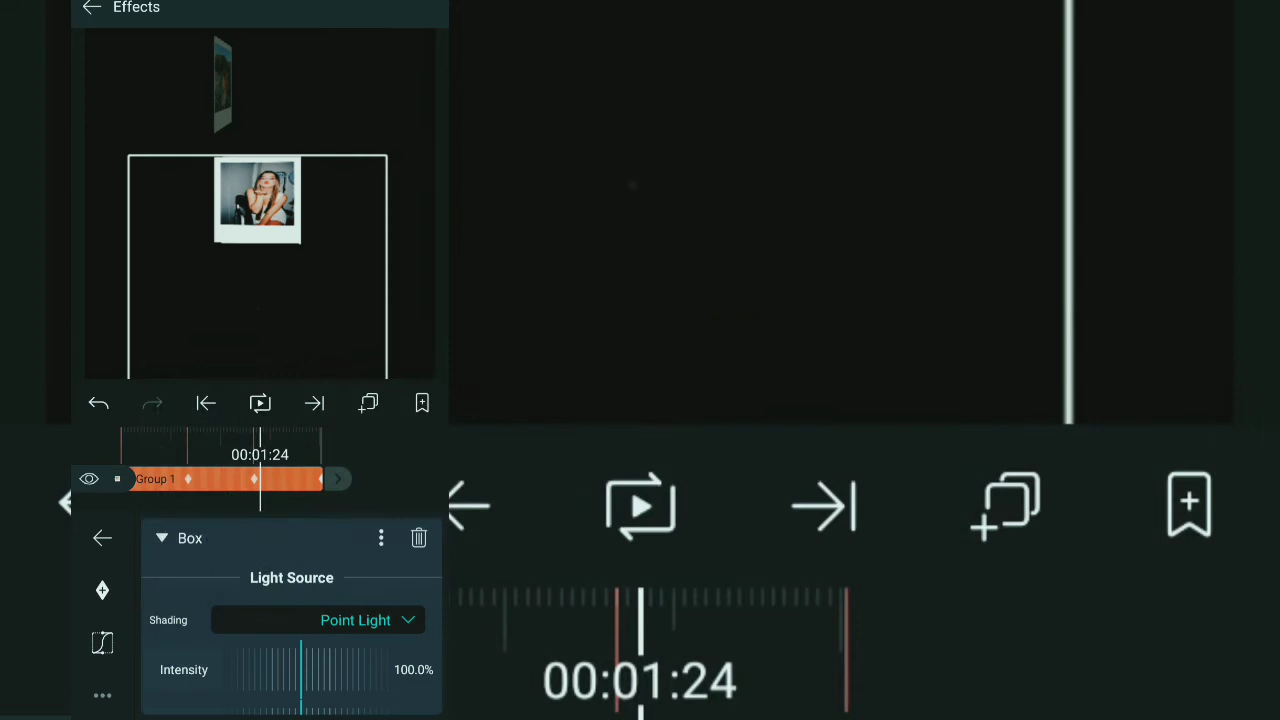 Effects
00:01:24
Group 1
Box
Light Source
Shading
Point Light
Intensity
100.0%
00:01:24